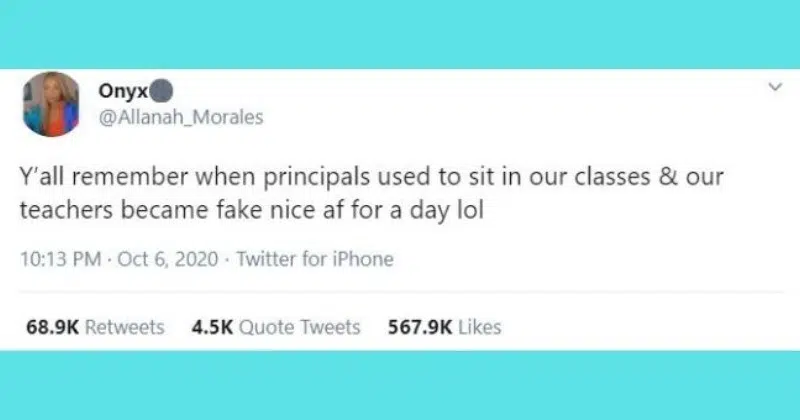 Onyx
@Allanah_Morales
Y'all remember when principals used to sit in our classes & our
teachers became fake nice af for a day lol
10:13 PM · Oct 6, 2020 · Twitter for iPhone
68.9K Retweets 4.5K Quote Tweets 567.9K Likes